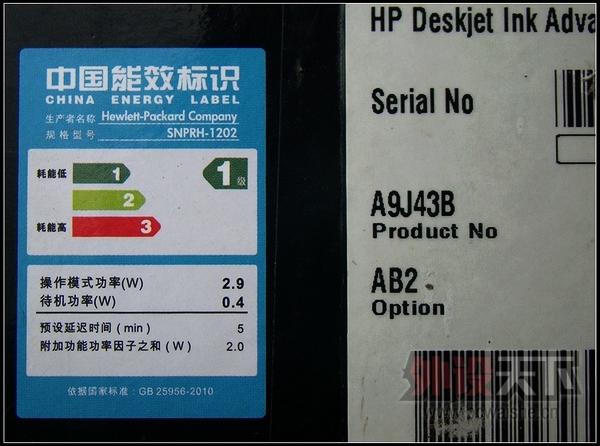 中国能效标识
CHINA ENERGY LABEL
生产者名称 Hewlett-Packard Company
规格型号 SNPRH-1202
耗能低 1
2
耗能高 3
1级
操作模式功率(W) 2.9
待机功率(W) 0.4
预设延迟时间(min) 5
附加功能功率因子之和(W) 2.0
依据国家标准:GB 25956-2010
HP Deskjet Ink Adva
Serial No
A9J43B
Product No
AB2
Option
外设天下